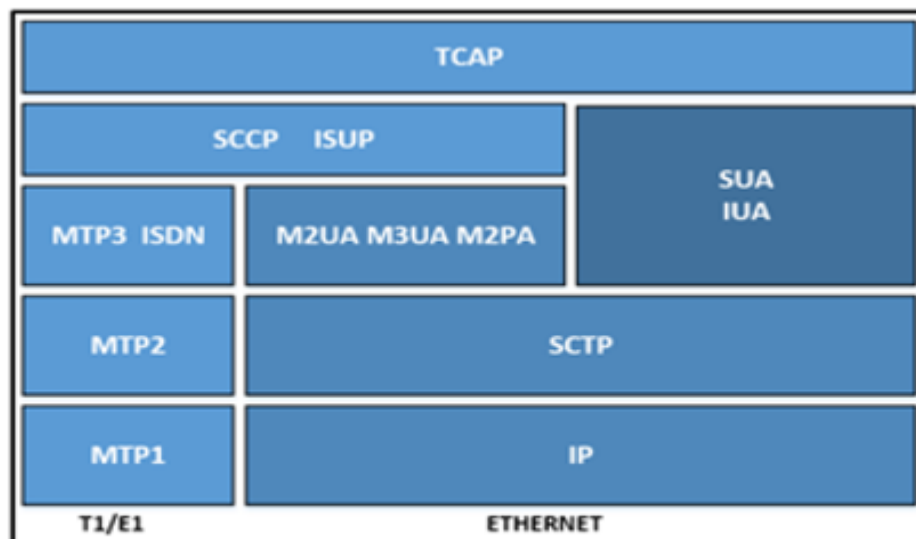 TCAP
SCCP ISUP
SUA
IUA
MTP3 ISDN
M2UA M3UA M2PA
MTP2
SCTP
MTP1
IP
T1/E1
ETHERNET